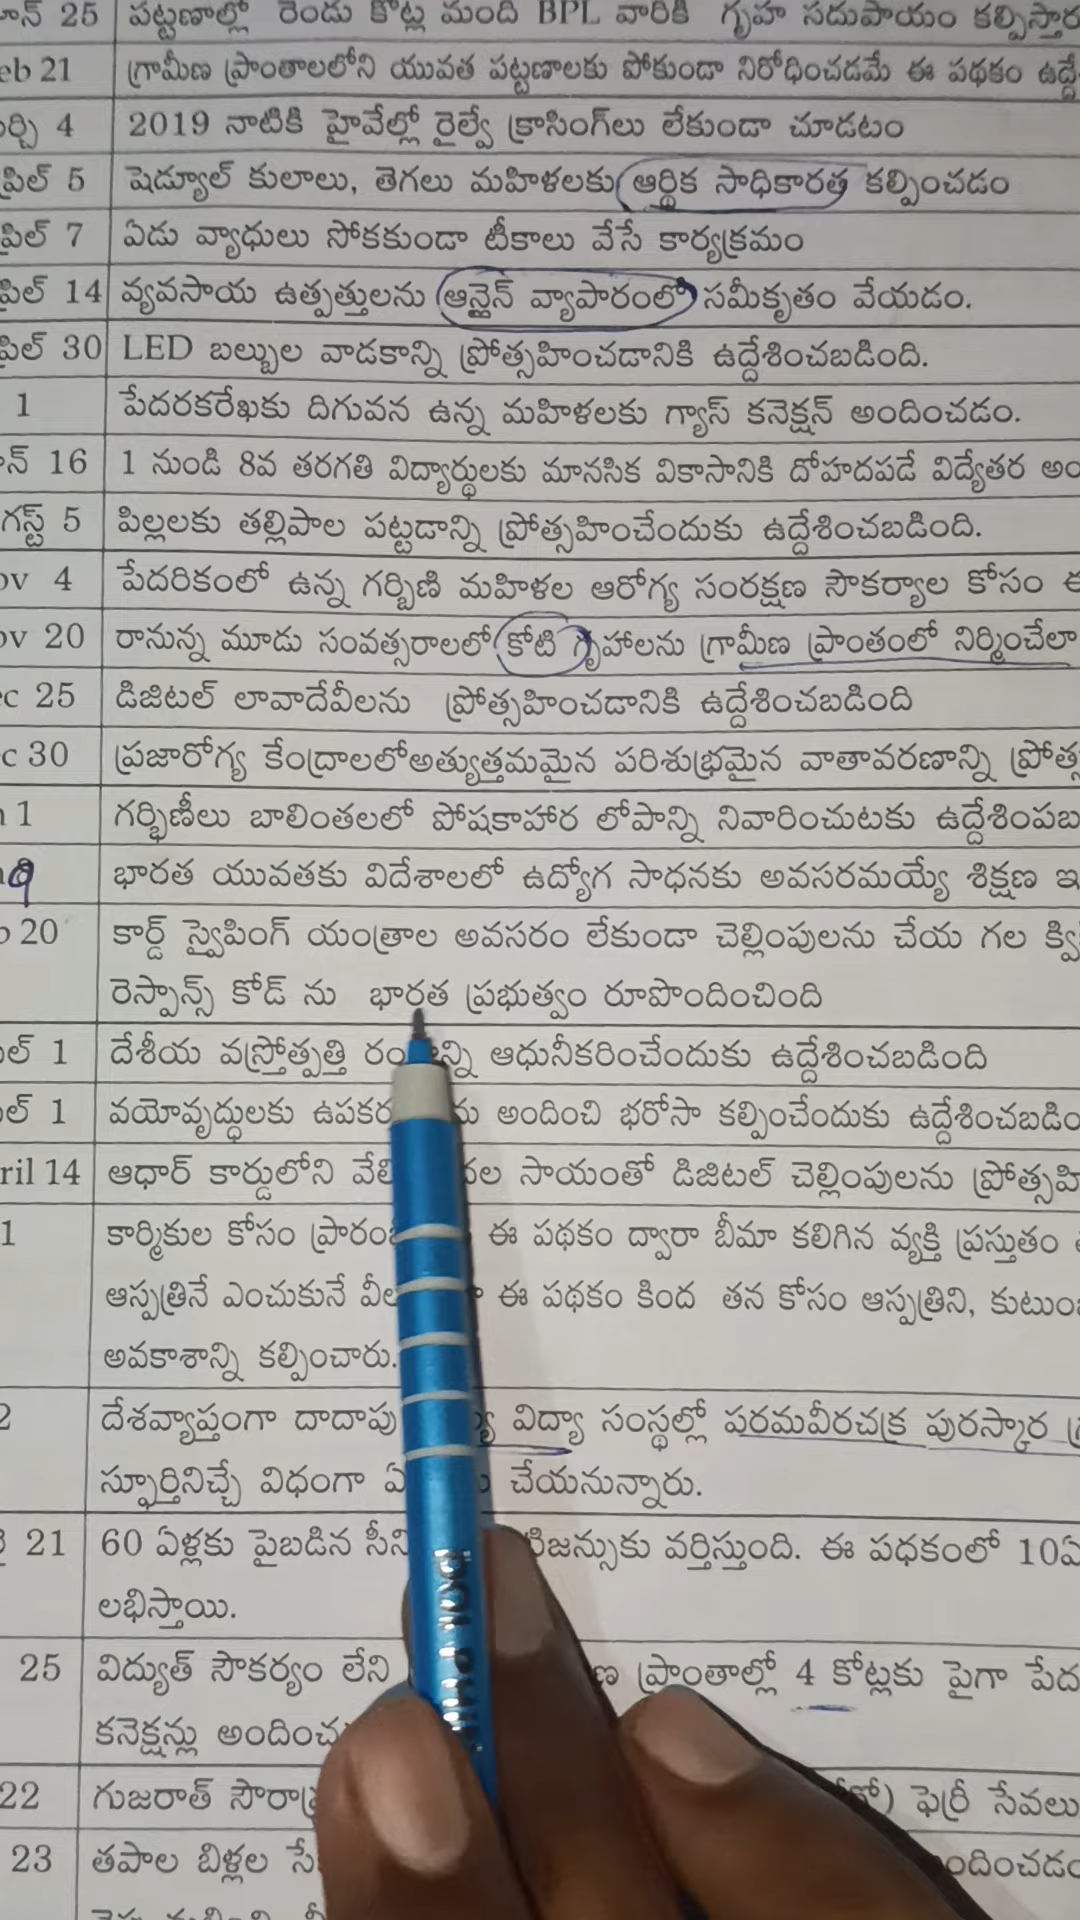 25 పట్టణాల్లో రెండు కోట్ల మంది BPL వారికి గృహ సదుపాయం
eb 21 గ్రామీణ ప్రాంతాలలోని యువత పట్టణాలకు పోకుండా నిరోధించడమే ఈ పథకం
4 2019 నాటికి హైవేల్లో రైల్వే క్రాసింగ్‌లు లేకుండా చూడటం
ప్రిల్ 5 షెడ్యూల్ కులాలు, తెగలు మహిళలకు ఆర్థిక సాధికారత కల్పించడం
ప్రిల్ 7 ఏడు వ్యాధులు సోకకుండా టీకాలు వేసే కార్యక్రమం
ప్రిల్ 14 వ్యవసాయ ఉత్పత్తులను ఆన్లైన్ వ్యాపారంలో సమీకృతం చేయడం.
ప్రిల్ 30 LED బల్బుల వాడకాన్ని ప్రోత్సహించడానికి ఉద్దేశించబడింది.
1 పేదరకరేఖకు దిగువన ఉన్న మహిళలకు గ్యాస్ కనెక్షన్ అందించడం.
న్ 16 1 నుండి 8వ తరగతి విద్యార్థులకు మానసిక వికాసానికి దోహదపడే విద్యేతర
గస్ట్ 5 పిల్లలకు తల్లిపాల పట్టడాన్ని ప్రోత్సహించేందుకు ఉద్దేశించబడింది.
ov 4 పేదరికంలో ఉన్న గర్భిణి మహిళల ఆరోగ్య సంరక్షణ సౌకర్యాల కోసం
ov 20 రానున్న మూడు సంవత్సరాలలో కోటి గృహాలను గ్రామీణ ప్రాంతంలో నిర్మించేలా
c 25 డిజిటల్ లావాదేవీలను ప్రోత్సహించడానికి ఉద్దేశించబడింది
c 30 ప్రజారోగ్య కేంద్రాలలోఅత్యుత్తమమైన పరిశుభ్రమైన వాతావరణాన్ని
1 గర్భిణీలు బాలింతలలో పోషకాహార లోపాన్ని నివారించుటకు
9 భారత యువతకు విదేశాలలో ఉద్యోగ సాధనకు అవసరమయ్యే శిక్షణ
20 కార్డ్ స్వైపింగ్ యంత్రాల అవసరం లేకుండా చెల్లింపులను చేయ గల
రెస్పాన్స్ కోడ్ ను భారత ప్రభుత్వం రూపొందించింది
ల్ 1 దేశీయ వస్త్రోత్పత్తి ఆధునీకరించేందుకు ఉద్దేశించబడింది
ల్ 1 వయోవృద్ధులకు అందించి భరోసా కల్పించేందుకు
ril 14 ఆధార్ కార్డులోని సాయంతో డిజిటల్ చెల్లింపులను
1 కార్మికుల కోసం ఈ పథకం ద్వారా బీమా కలిగిన వ్యక్తి ప్రస్తుతం
ఆస్పత్రినే ఎంచుకునే ఈ పథకం కింద తన కోసం ఆస్పత్రిని,
అవకాశాన్ని కల్పించారు.
2 దేశవ్యాప్తంగా విద్యా సంస్థల్లో పరమవీరచక్ర పురస్కార
స్ఫూర్తినిచ్చే విధంగా చేయనున్నారు.
21 60 ఏళ్లకు పైబడిన వర్తిస్తుంది. ఈ పధకంలో
లభిస్తాయి.
25 విద్యుత్ సౌకర్యం లేని ప్రాంతాల్లో 4 కోట్లకు పైగా
కనెక్షన్లు
22 గుజరాత్ ఫెర్రీ సేవలు
23 తపాల బిళ్లల